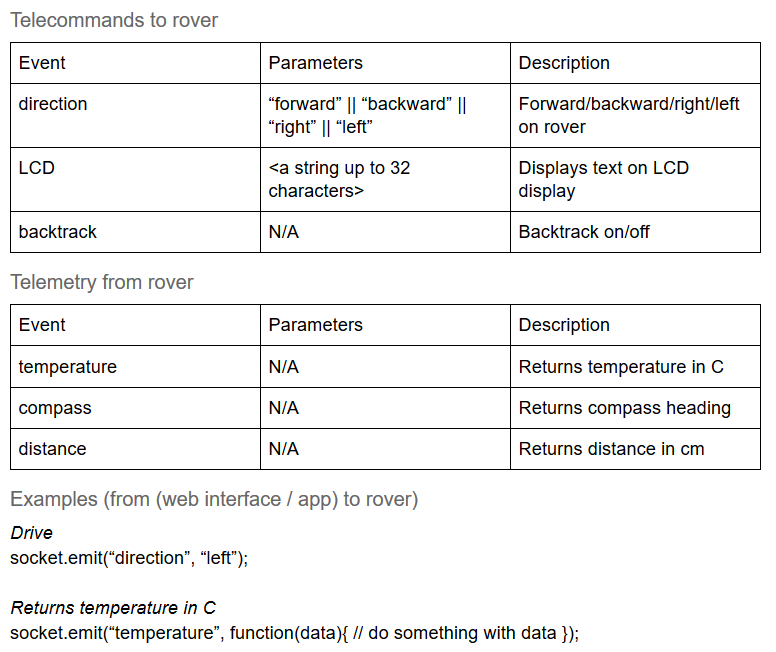 Telecommands to rover
Event Parameters Description
direction “forward” || “backward” || Forward/backward/right/left
“right” || “left” on rover
LCD <a string up to 32 Displays text on LCD
characters> display
backtrack N/A Backtrack on/off
Telemetry from rover
Event Parameters Description
temperature N/A Returns temperature in C
compass N/A Returns compass heading
distance N/A Returns distance in cm
Examples (from (web interface / app) to rover)
Drive
socket.emit(“direction”, “left”);
Returns temperature in C
socket.emit(“temperature”, function(data){ // do something with data });